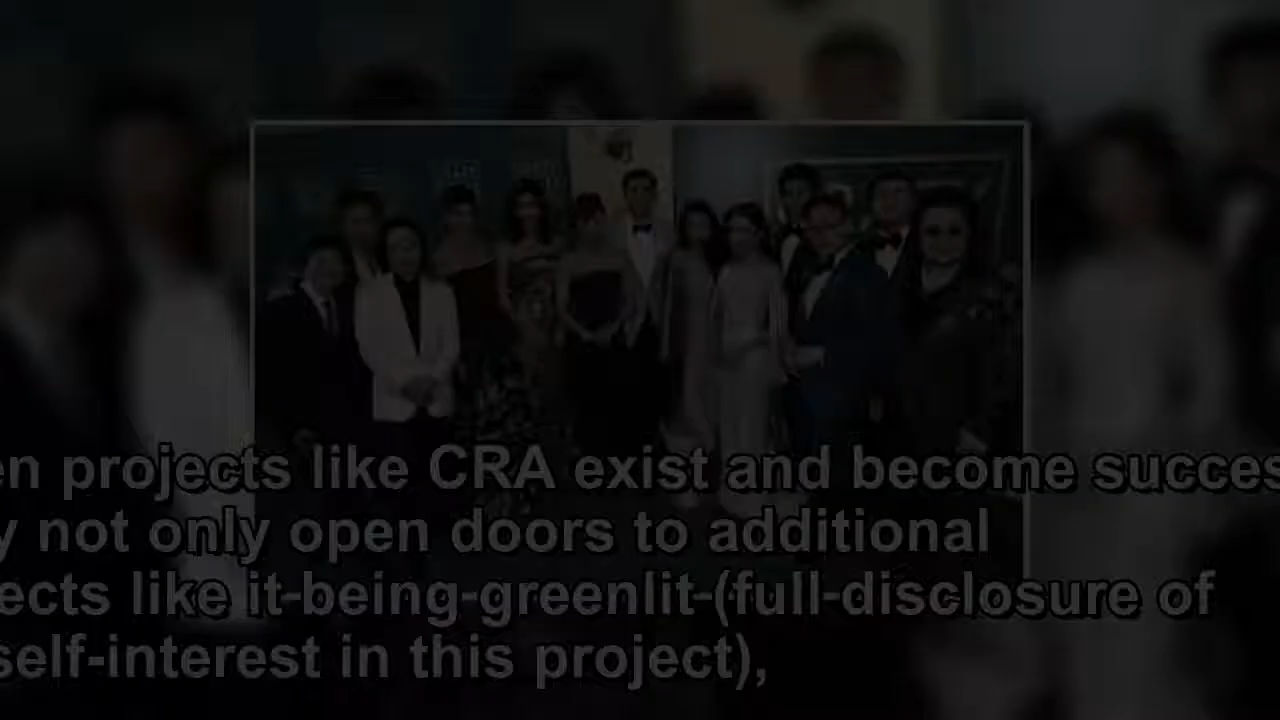 en projects like CRA exist and become succes
y not only open doors to additional
ects like it being greenlit (full disclosure of
self-interest in this project),